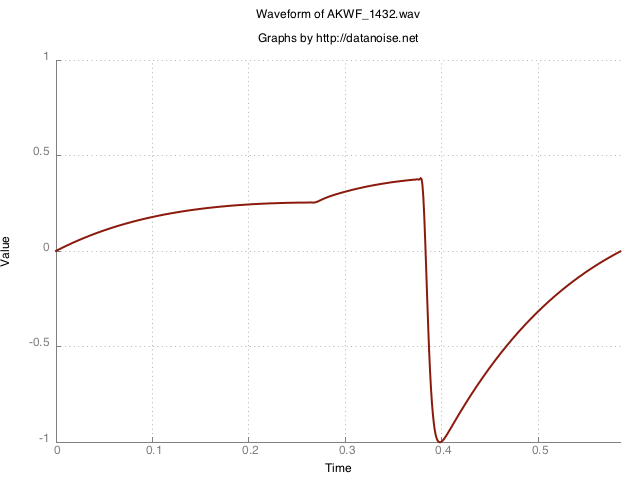 Waveform of AKWF_1432.wav
Graphs by http://datanoise.net
1
0.5
0
-0.5
-1
Value
0 0.1 0.2 0.3 0.4 0.5
Time